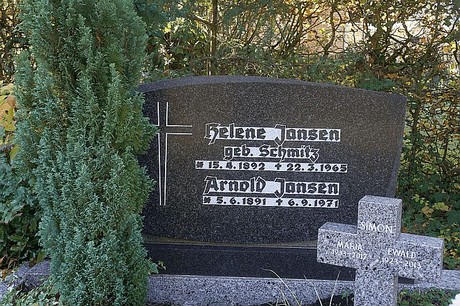 Helene Jansen
geb. Schmitz
* 15.4.1892 + 22.3.1965
Arnold Jansen
* 5.6.1891 + 6.9.1971
SIMON
MARIA EWALD